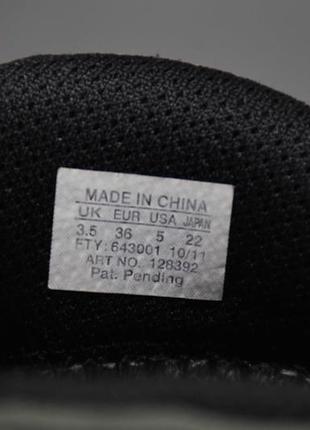 MADE IN CHINA
UK EUR USA JAPAN
3.5 36 5 22
FTY: 643001 10/11
ART NO. 128392
Pat. Pending